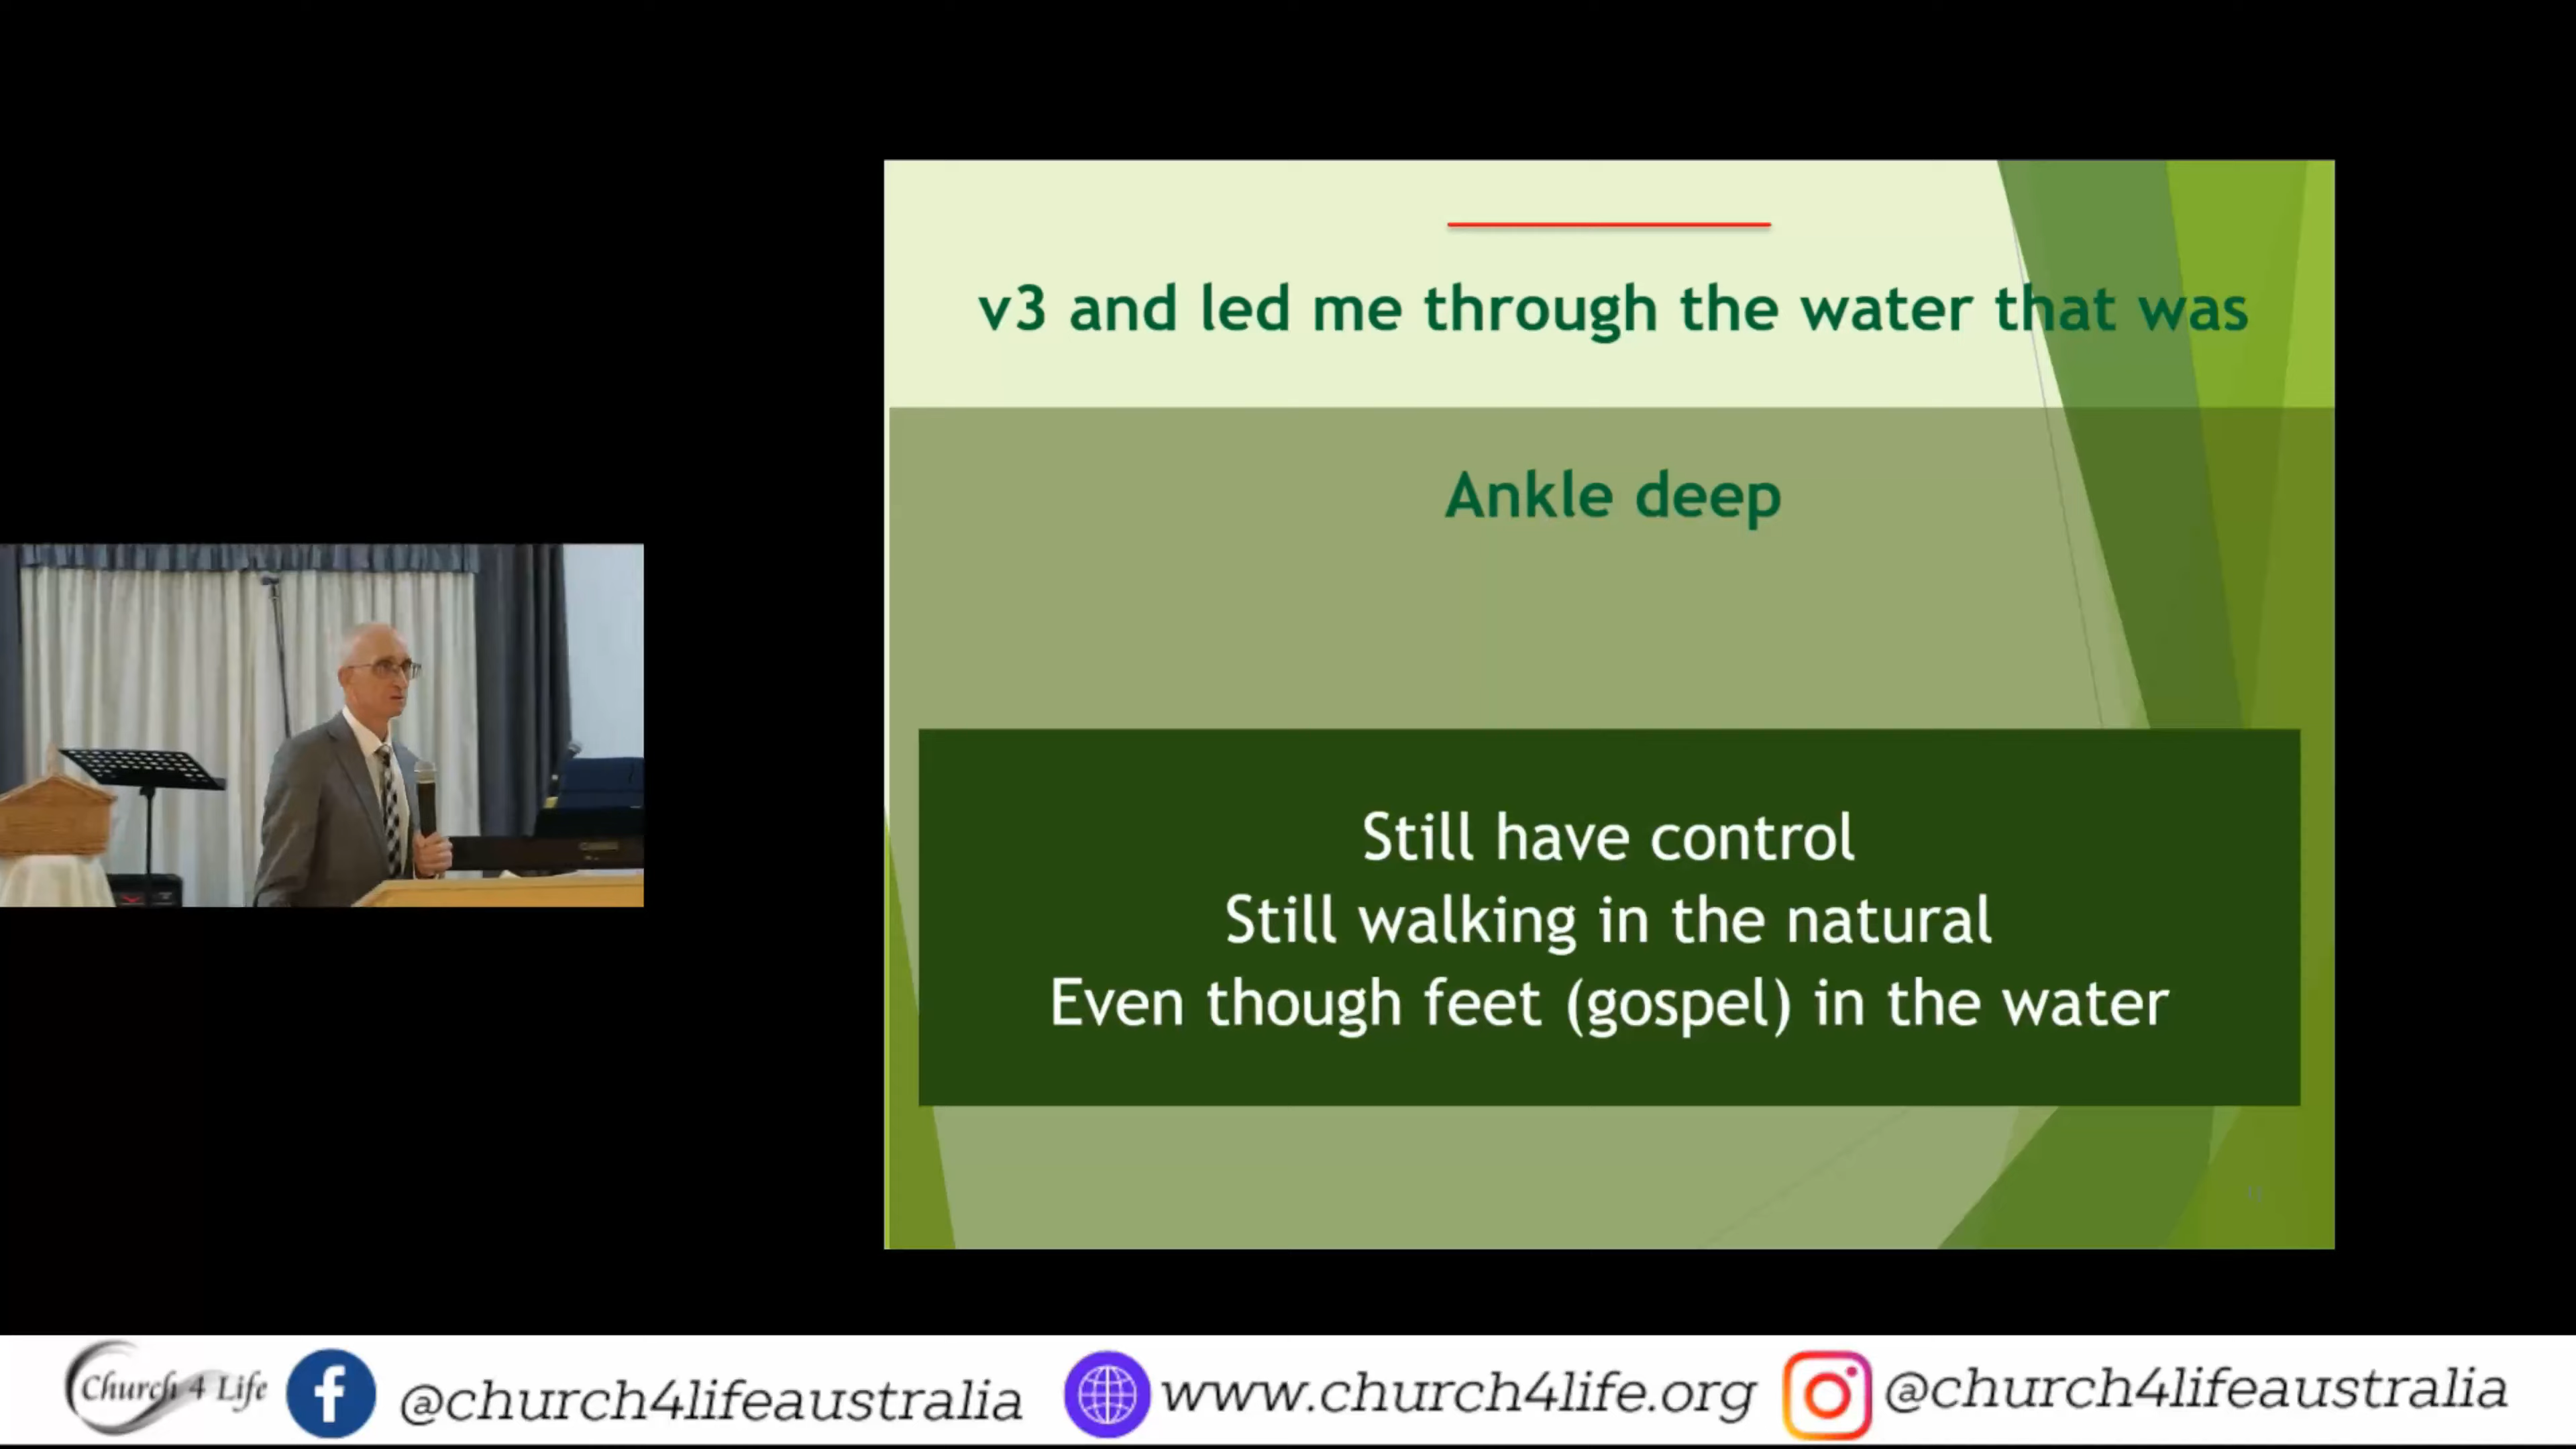 v3 and led me through the water that was
Ankle deep
Still have control
Still walking in the natural
Even though feet (gospel) in the water
Church 4 Life
@church4lifeaustralia
www.church4life.org
@church4lifeaustralia